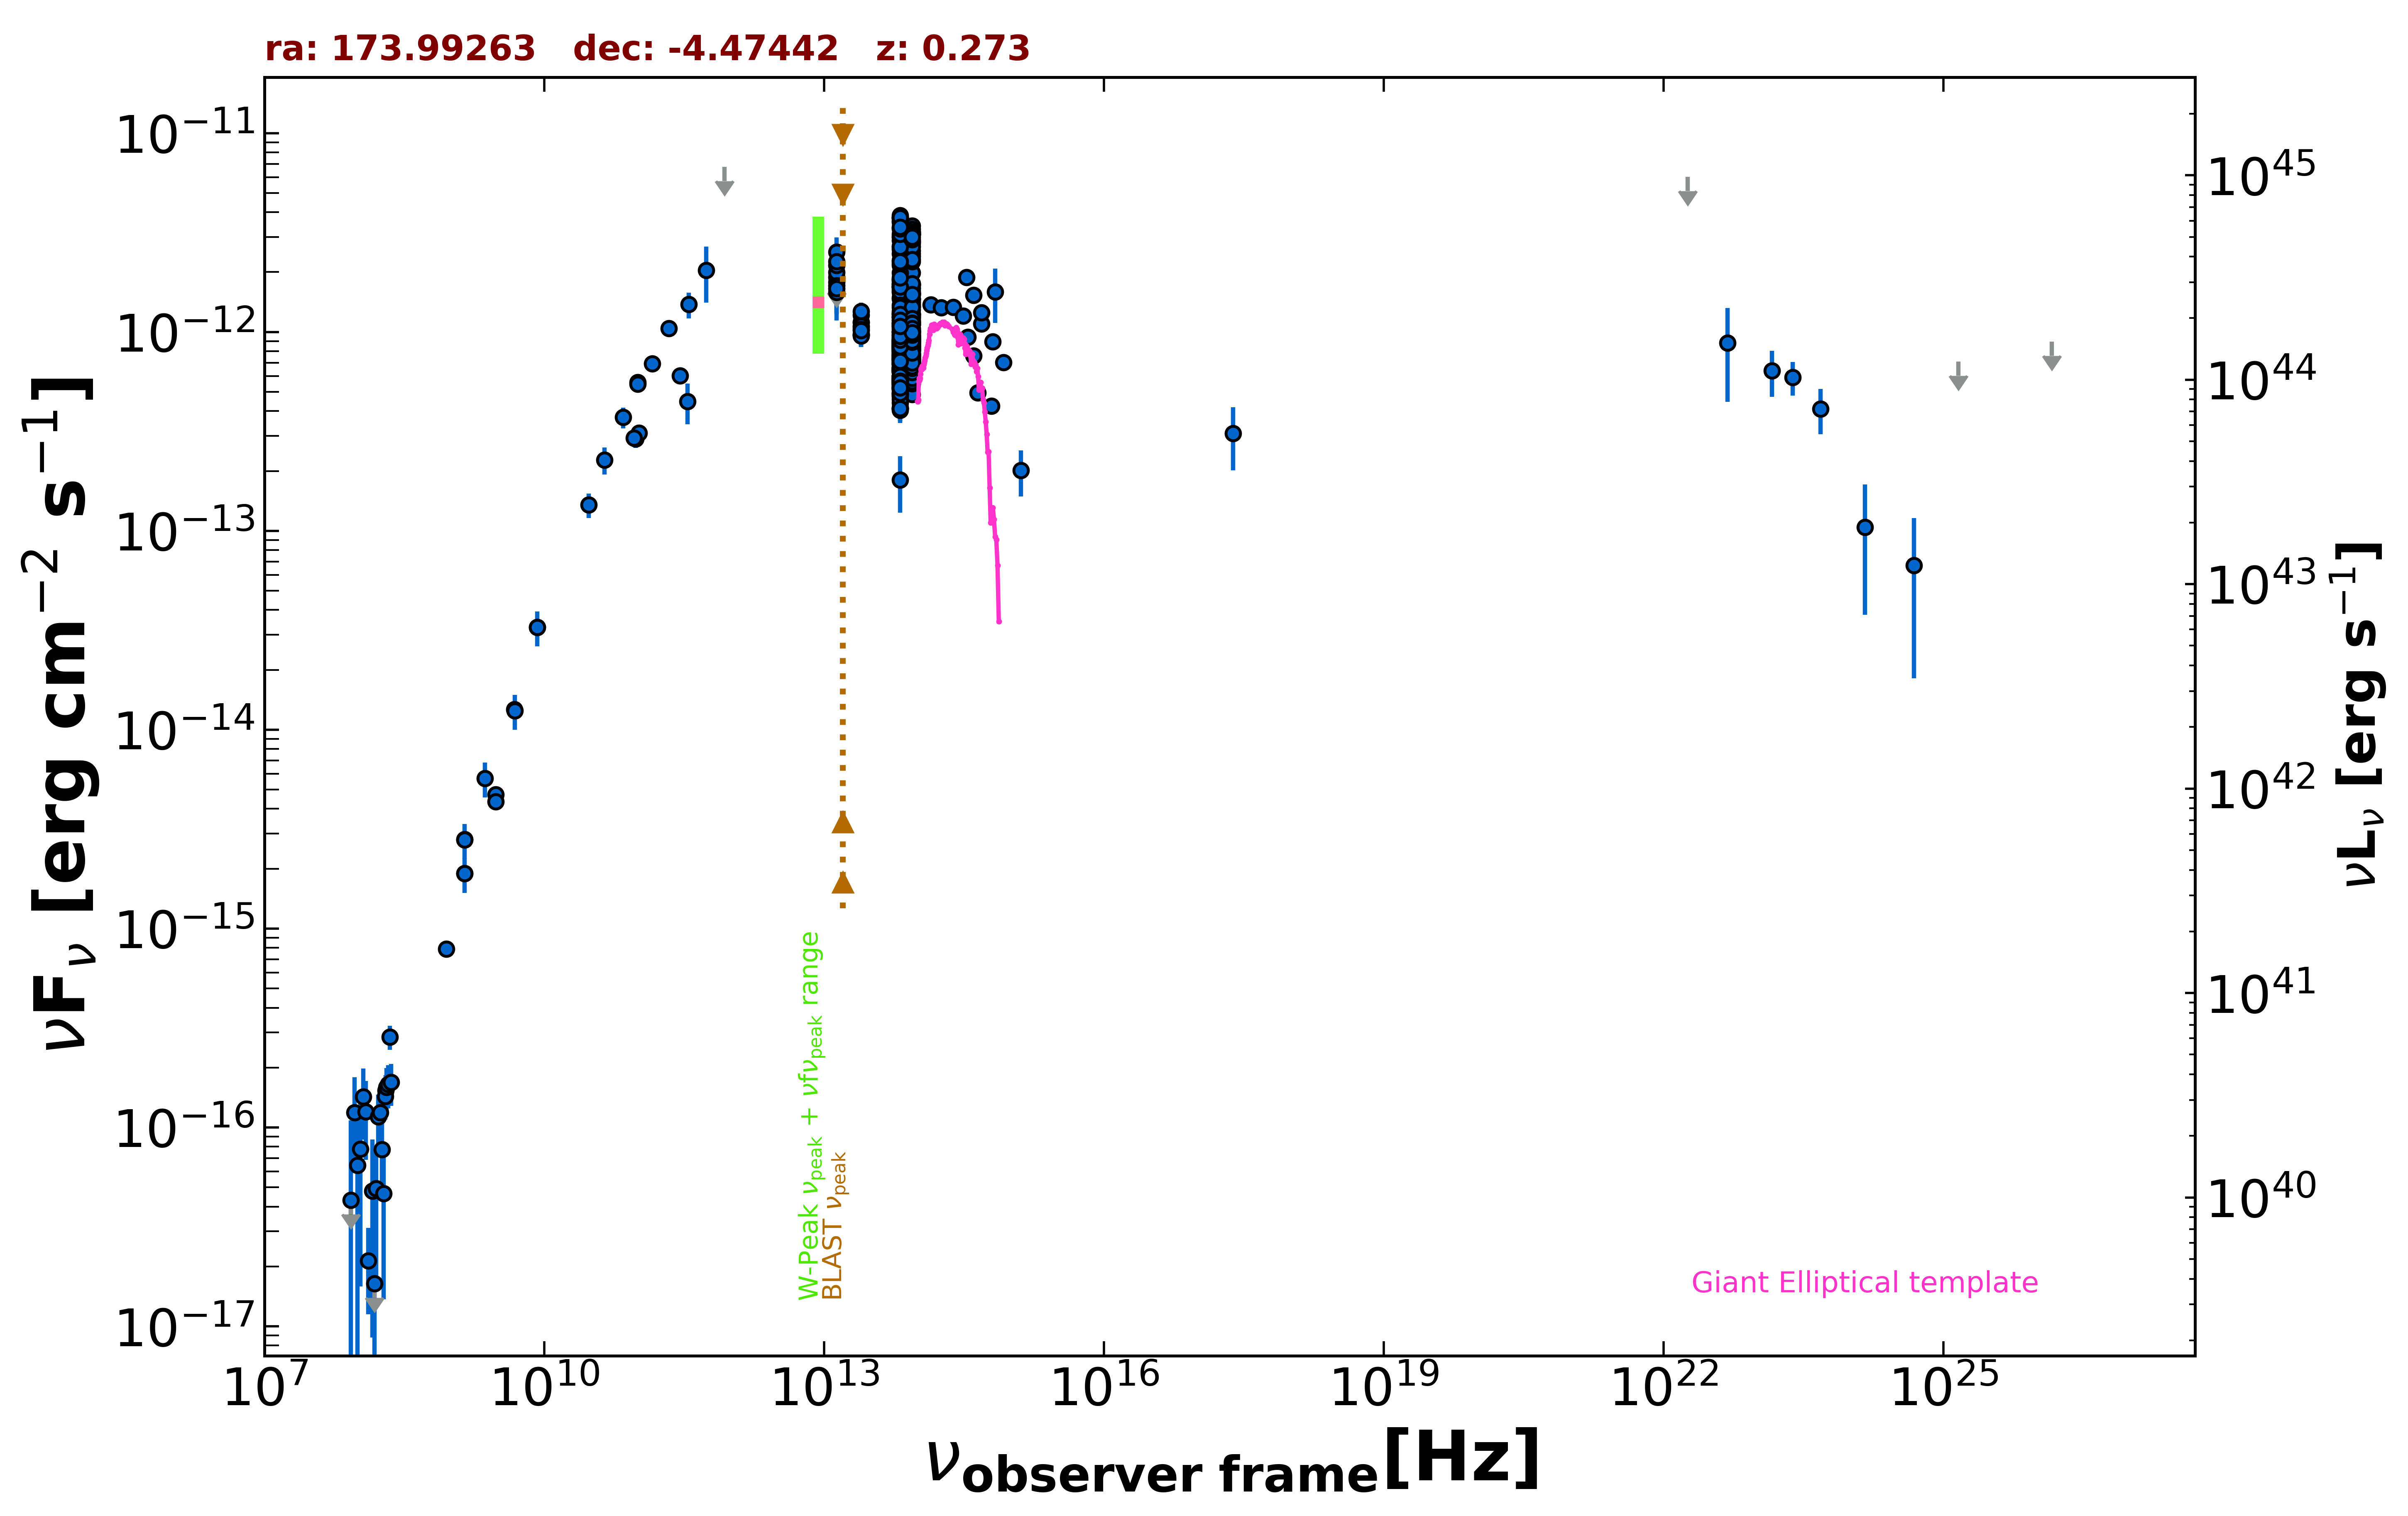 ra: 173.99263   dec: -4.47442   z: 0.273
νF_ν [erg cm^−2 s^−1]
10^−11
10^−12
10^−13
10^−14
10^−15
10^−16
10^−17
10^45
10^44
10^43
10^42
10^41
10^40
νL_ν [erg s^−1]
W-Peak ν_peak + νfν_peak range
BLAST ν_peak
Giant Elliptical template
10^7 10^10 10^13 10^16 10^19 10^22 10^25
ν_observer frame [Hz]